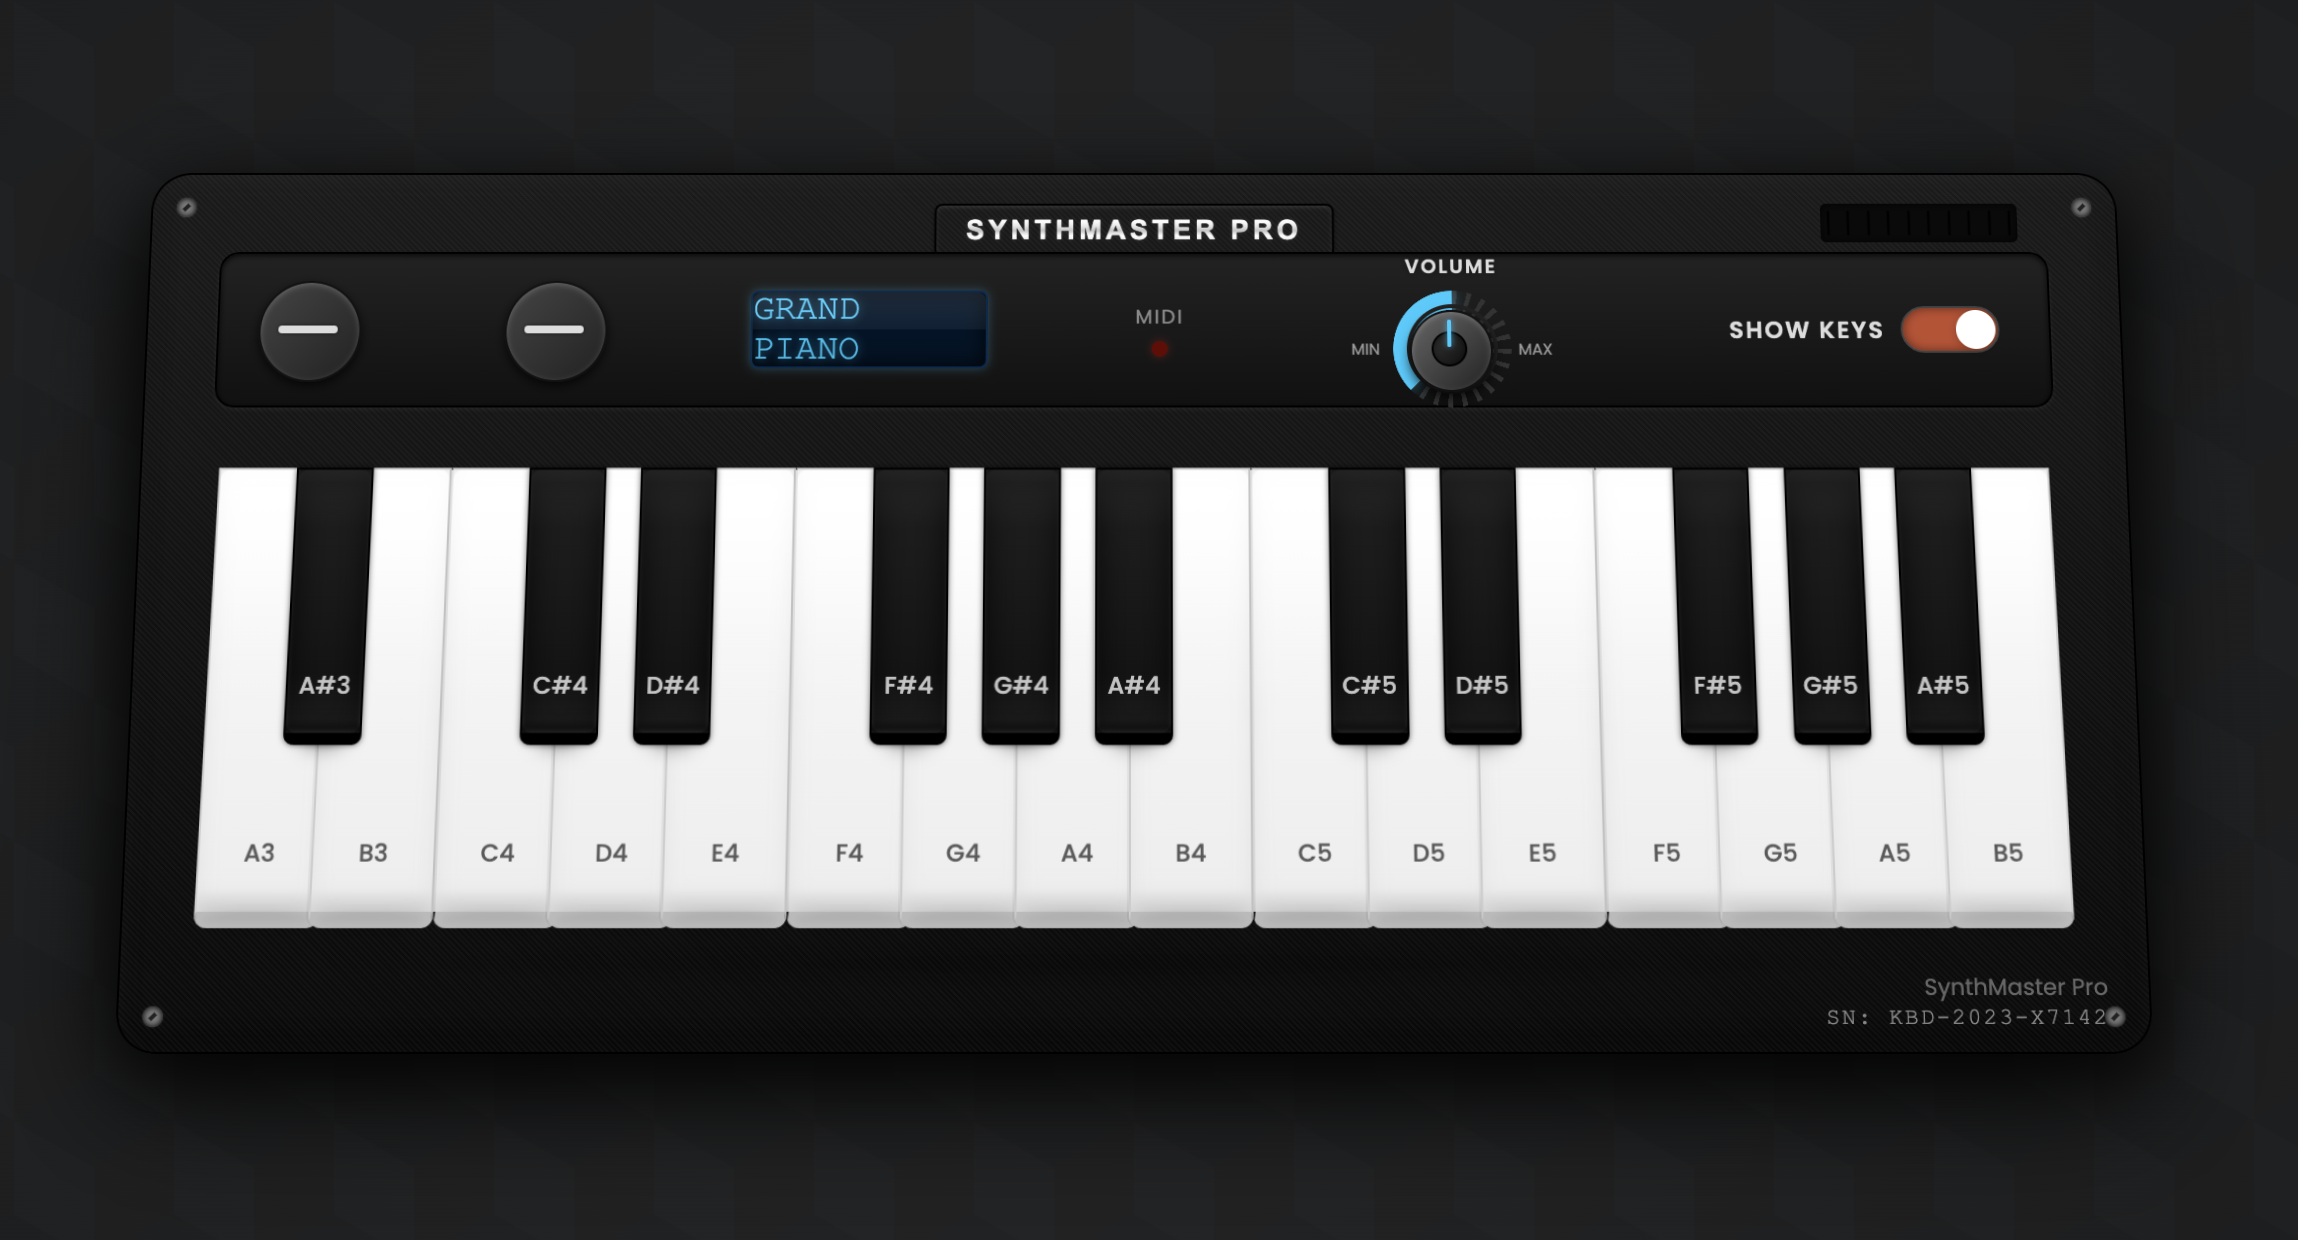 SYNTHMASTER PRO
VOLUME
GRAND
PIANO
MIDI
MIN
MAX
SHOW KEYS
A#3
C#4
D#4
F#4
G#4
A#4
C#5
D#5
F#5
G#5
A#5
A3
B3
C4
D4
E4
F4
G4
A4
B4
C5
D5
E5
F5
G5
A5
B5
SynthMaster Pro
SN: KBD-2023-X7142